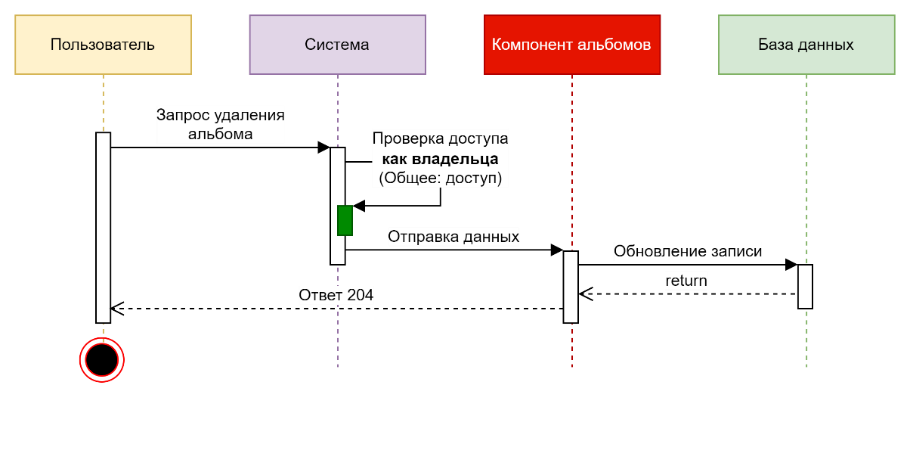 Пользователь
Система
Компонент альбомов
База данных
Запрос удаления
альбома
Проверка доступа
как владельца
(Общее: доступ)
Отправка данных
Обновление записи
return
Ответ 204